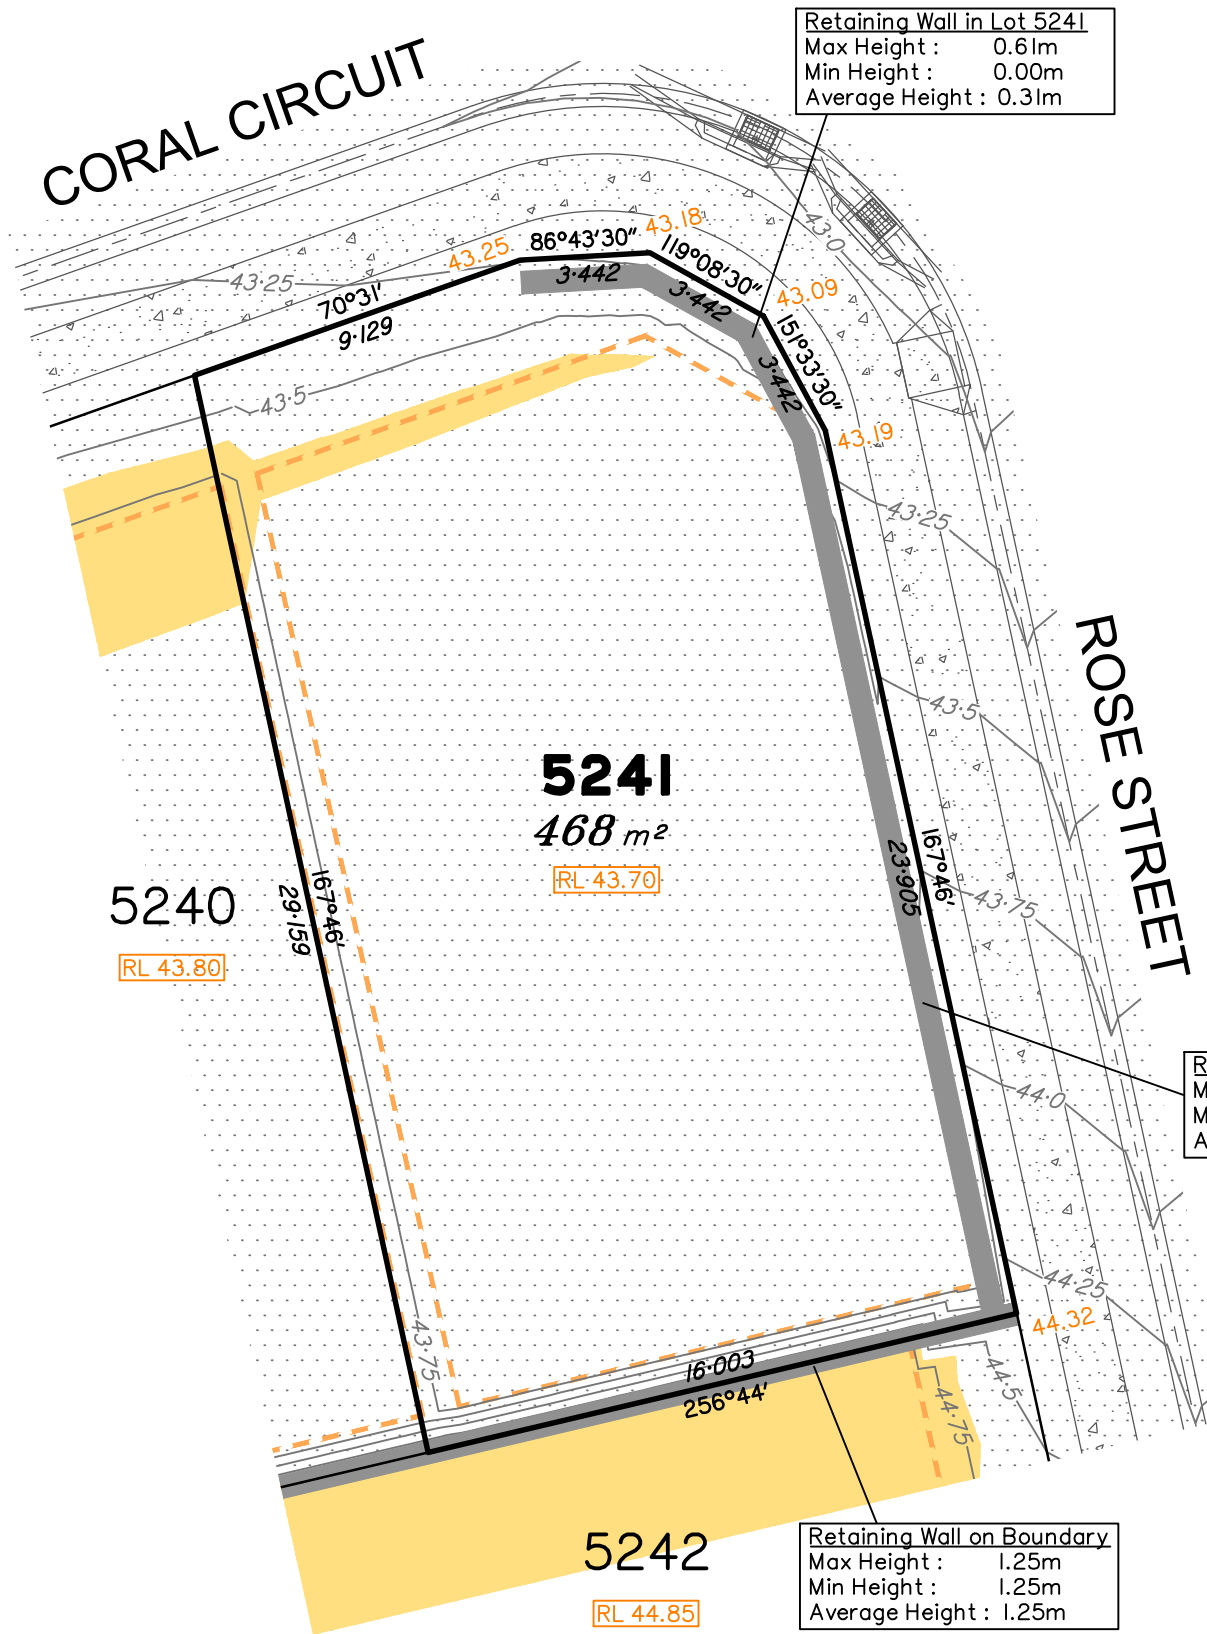 Retaining Wall in Lot 5241
Max Height : 0.61m
Min Height : 0.00m
Average Height : 0.31m
CORAL CIRCUIT
43.25
86°43'30"
43.18
119°08'30"
43.0
3·442
3·442
43·25
70°31'
9·129
43.09
151°33'30"
3·442
43·5
43.19
43·25
ROSE STREET
43·5
5241
468 m²
RL 43.70
167°46'
23·905
43·75
5240
RL 43.80
167°46'
29·159
44·0
R
M
M
A
44·25
44.32
43·75
16·003
256°44'
44·5
44·75
5242
RL 44.85
Retaining Wall on Boundary
Max Height : 1.25m
Min Height : 1.25m
Average Height : 1.25m